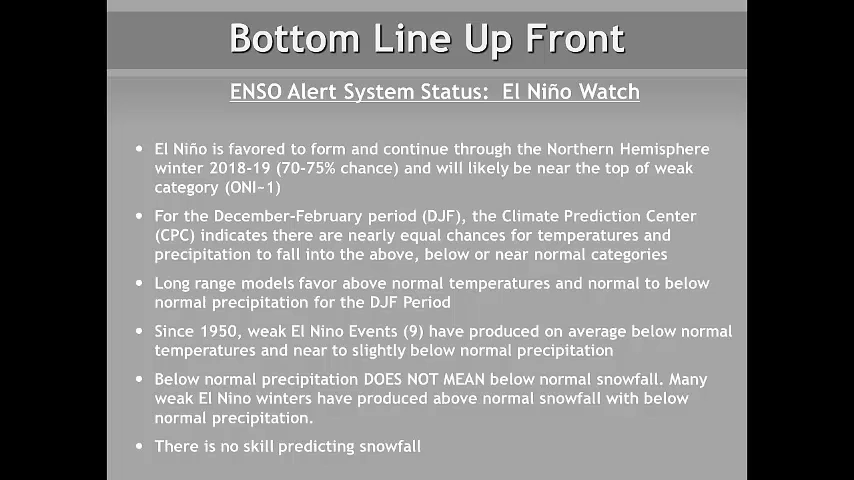 Bottom Line Up Front
ENSO Alert System Status: El Niño Watch
• El Niño is favored to form and continue through the Northern Hemisphere
winter 2018-19 (70-75% chance) and will likely be near the top of weak
category (ONI~1)
• For the December-February period (DJF), the Climate Prediction Center
(CPC) indicates there are nearly equal chances for temperatures and
precipitation to fall into the above, below or near normal categories
• Long range models favor above normal temperatures and normal to below
normal precipitation for the DJF Period
• Since 1950, weak El Nino Events (9) have produced on average below normal
temperatures and near to slightly below normal precipitation
• Below normal precipitation DOES NOT MEAN below normal snowfall. Many
weak El Nino winters have produced above normal snowfall with below
normal precipitation.
• There is no skill predicting snowfall